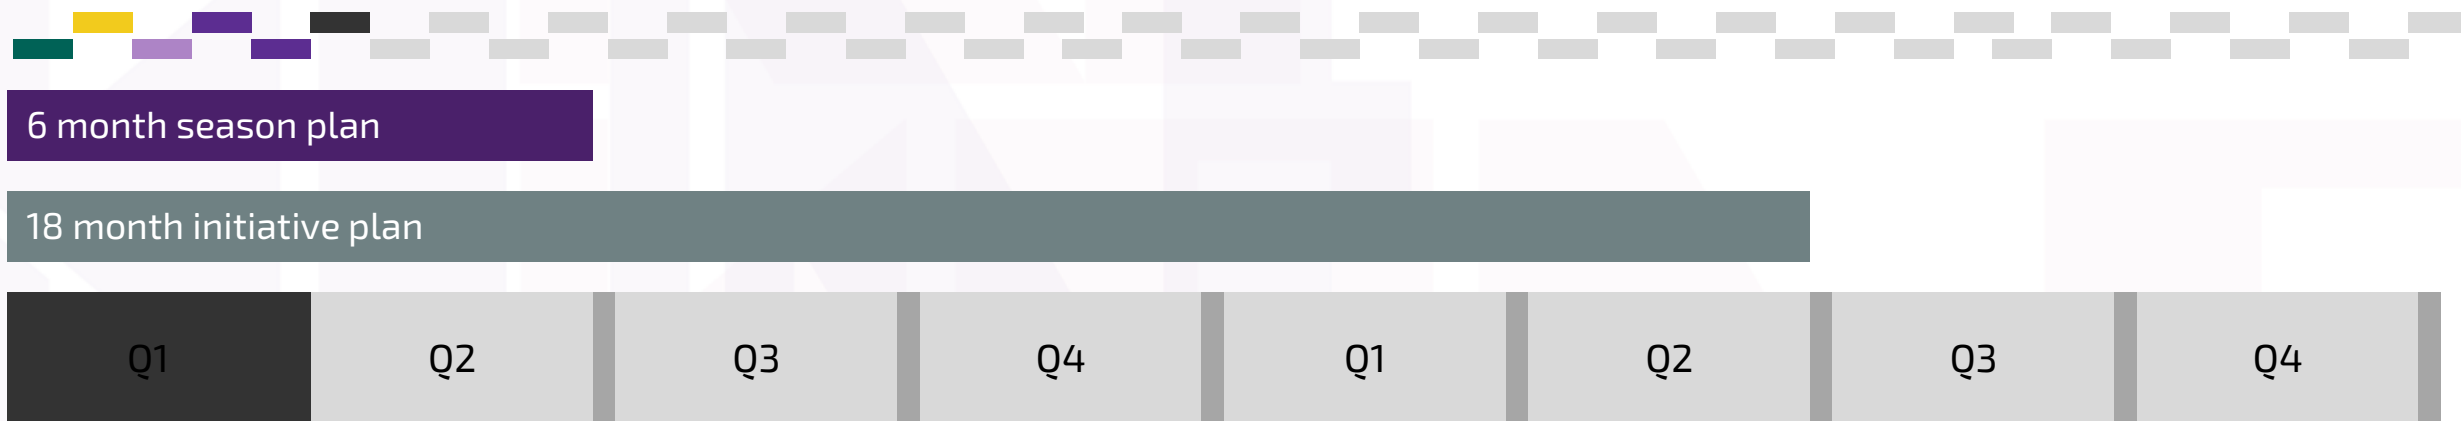 6 month season plan
18 month initiative plan
Q1 Q2 Q3 Q4 Q1 Q2 Q3 Q4